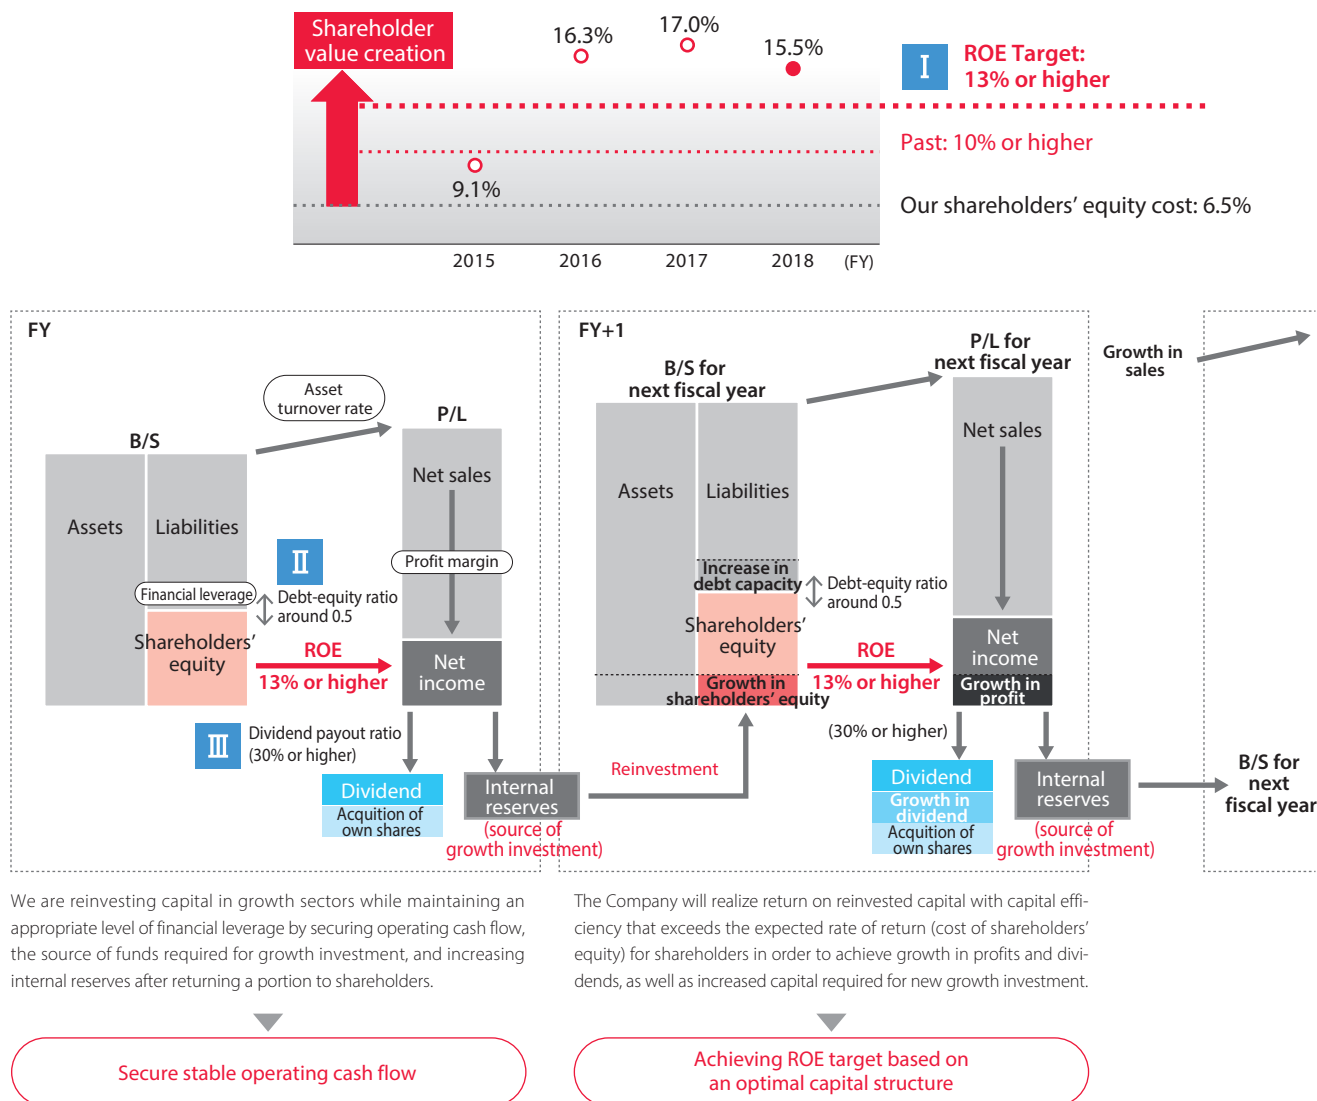 Shareholder
value creation
16.3%
17.0%
15.5%
9.1%
I
ROE Target:
13% or higher
Past: 10% or higher
Our shareholders' equity cost: 6.5%
2015
2016
2017
2018
(FY)
FY
Asset
turnover rate
B/S
P/L
Assets
Liabilities
Net sales
II
Profit margin
Financial leverage
Debt-equity ratio
around 0.5
Shareholders'
equity
ROE
13% or higher
Net
income
III
Dividend payout ratio
(30% or higher)
Dividend
Acqution of
own shares
Internal
reserves
(source of
growth investment)
Reinvestment
FY+1
B/S for
next fiscal year
P/L for
next fiscal year
Assets
Liabilities
Net sales
Increase in
debt capacity
Debt-equity ratio
around 0.5
Shareholders'
equity
Growth in
shareholders' equity
ROE
13% or higher
Net
income
Growth in
profit
(30% or higher)
Dividend
Growth in
dividend
Acqution of
own shares
Internal
reserves
(source of
growth investment)
Growth in
sales
B/S for
next
fiscal year
We are reinvesting capital in growth sectors while maintaining an
appropriate level of financial leverage by securing operating cash flow,
the source of funds required for growth investment, and increasing
internal reserves after returning a portion to shareholders.
The Company will realize return on reinvested capital with capital effi-
ciency that exceeds the expected rate of return (cost of shareholders'
equity) for shareholders in order to achieve growth in profits and divi-
dends, as well as increased capital required for new growth investment.
Secure stable operating cash flow
Achieving ROE target based on
an optimal capital structure